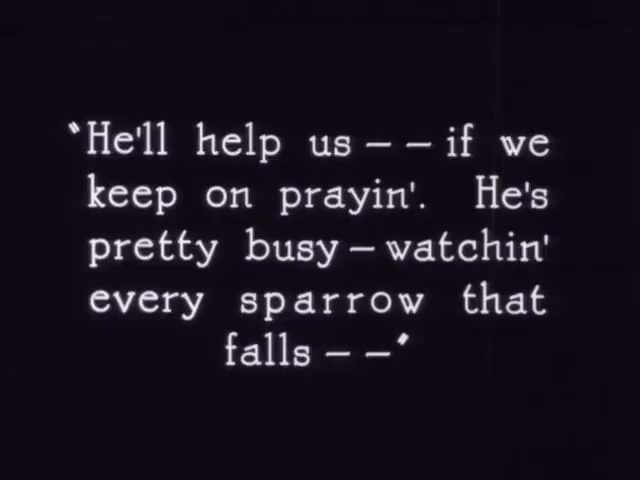 "He'll help us -- if we
keep on prayin'. He's
pretty busy — watchin'
every sparrow that
falls --"